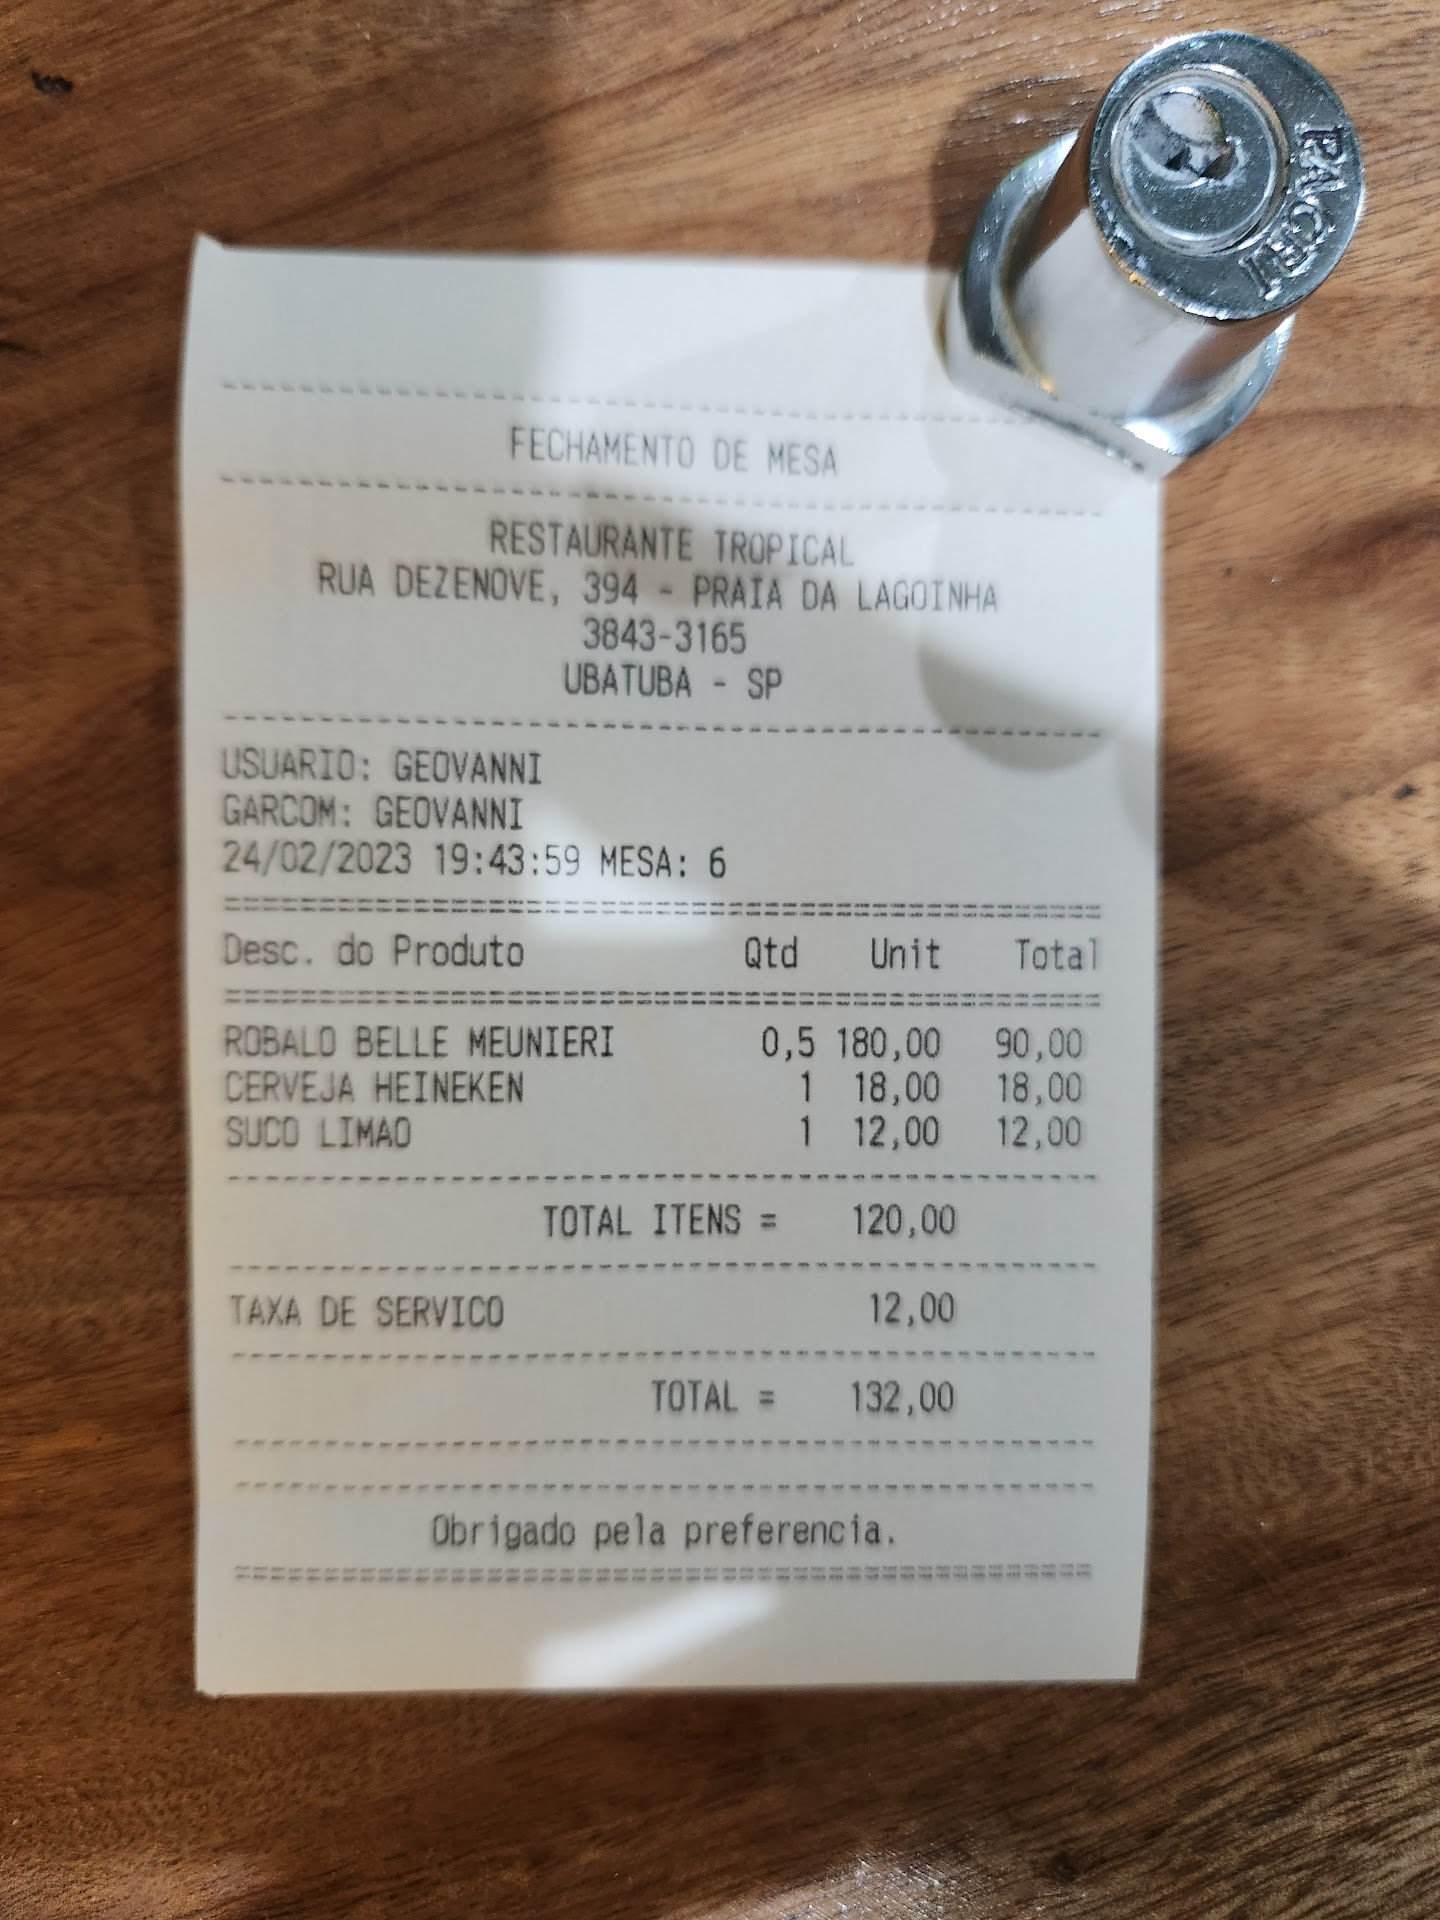 PAGRI
FECHAMENTO DE MESA
RESTAURANTE TROPICAL
RUA DEZENOVE, 394 - PRAIA DA LAGOINHA
3843-3165
UBATUBA - SP
USUARIO: GEOVANNI
GARCOM: GEOVANNI
24/02/2023 19:43:59 MESA: 6
Desc. do Produto Qtd Unit Total
ROBALO BELLE MEUNIERI 0,5 180,00 90,00
CERVEJA HEINEKEN 1 18,00 18,00
SUCO LIMAO 1 12,00 12,00
TOTAL ITENS = 120,00
TAXA DE SERVICO 12,00
TOTAL = 132,00
Obrigado pela preferencia.